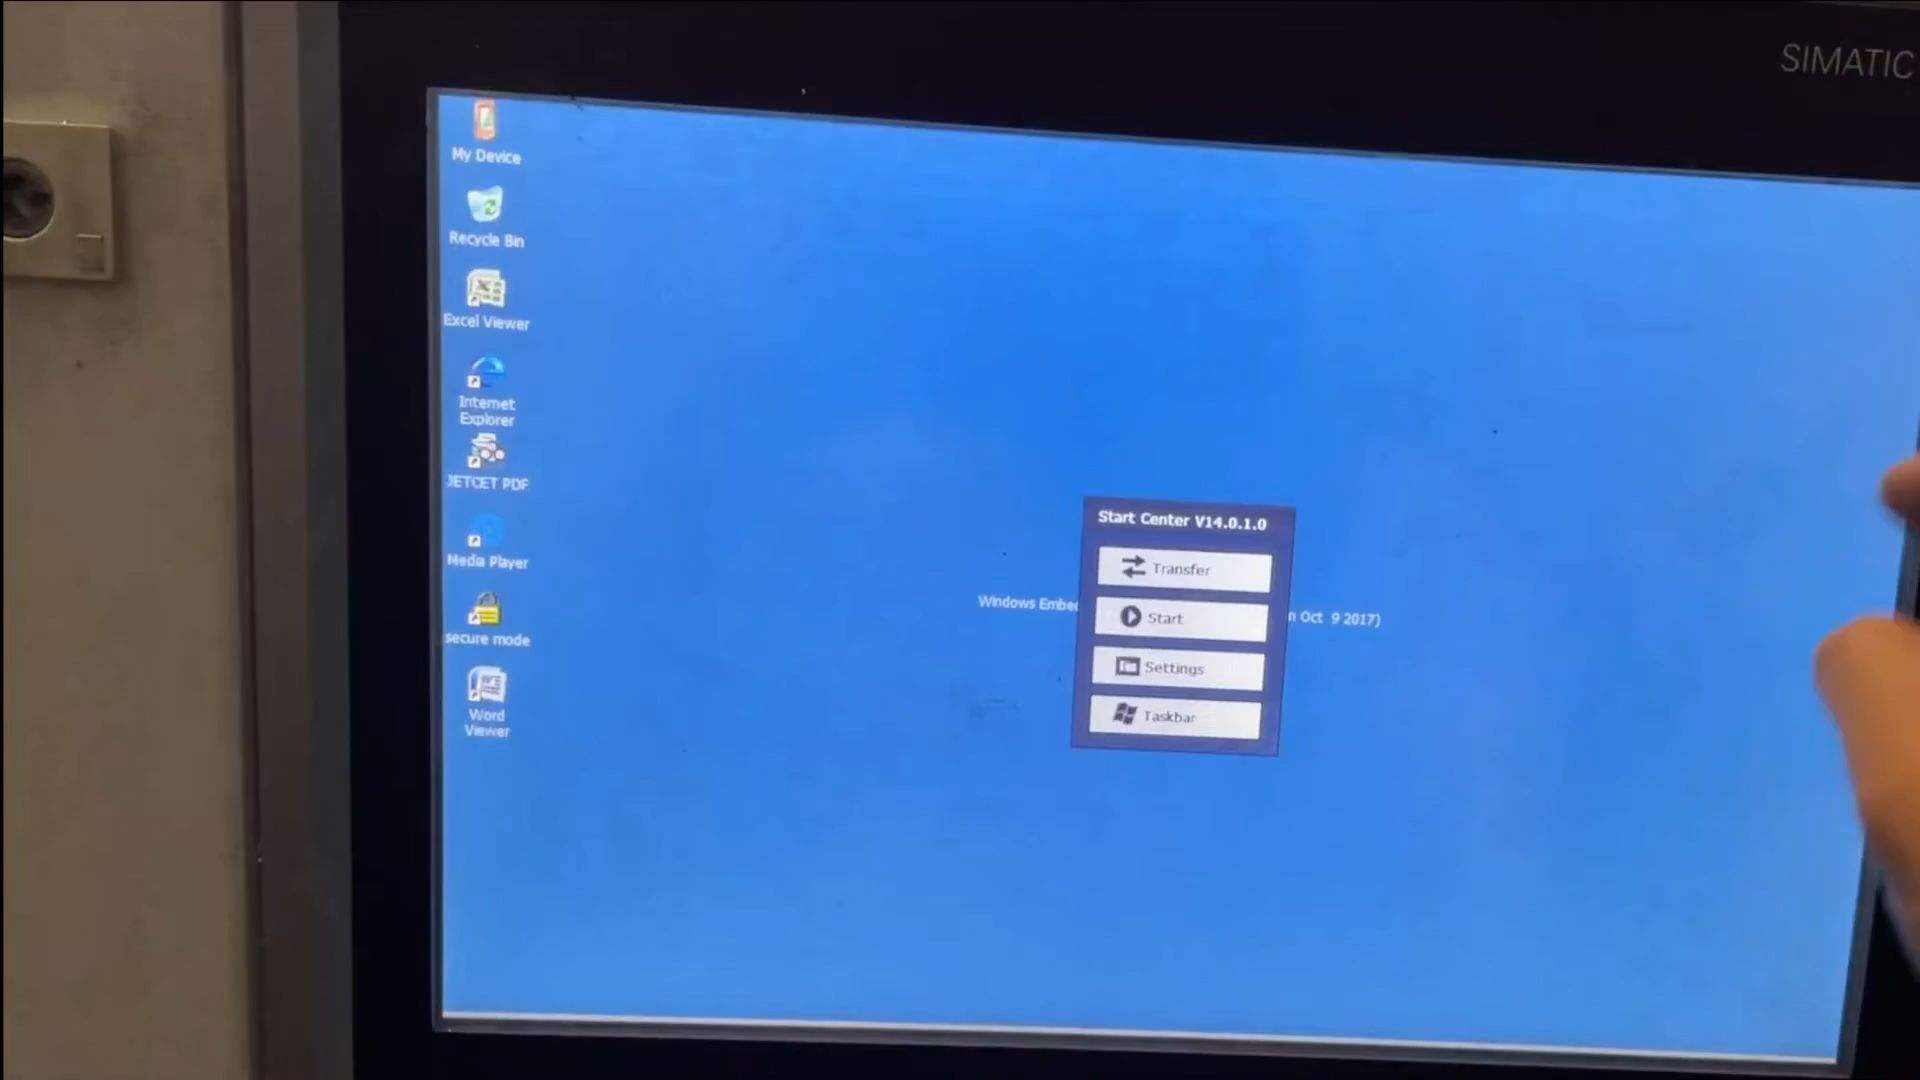 SIMATIC
My Device
Recycle Bin
Excel Viewer
Internet
Explorer
JETCET PDF
Media Player
secure mode
Word
Viewer
Start Center V14.0.1.0
Transfer
Start
Settings
Taskbar
Windows
Oct 9 2017)